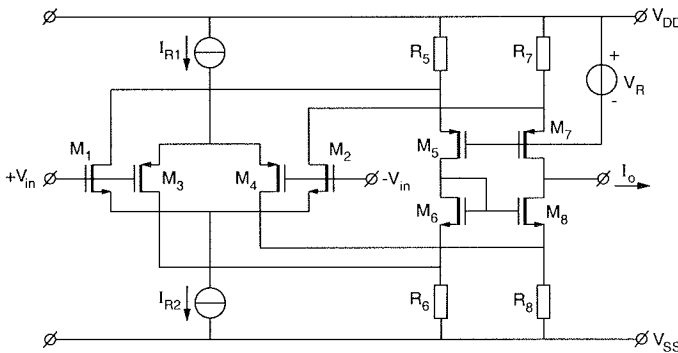 V_DD
I_R1
R_5
R_7
+
V_R
-
M_1
M_2
M_5
M_7
+V_in
M_3
M_4
-V_in
I_o
M_6
M_8
I_R2
R_6
R_8
V_SS